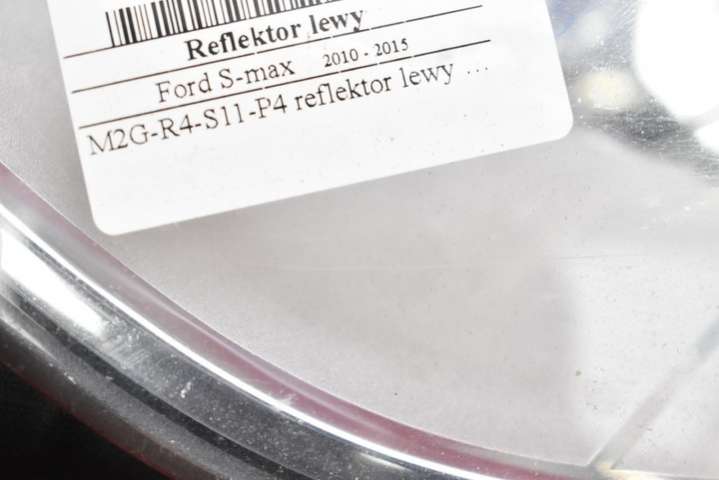 Reflektor lewy
Ford S-max 2010 - 2015
M2G-R4-S11-P4 reflektor lewy ...